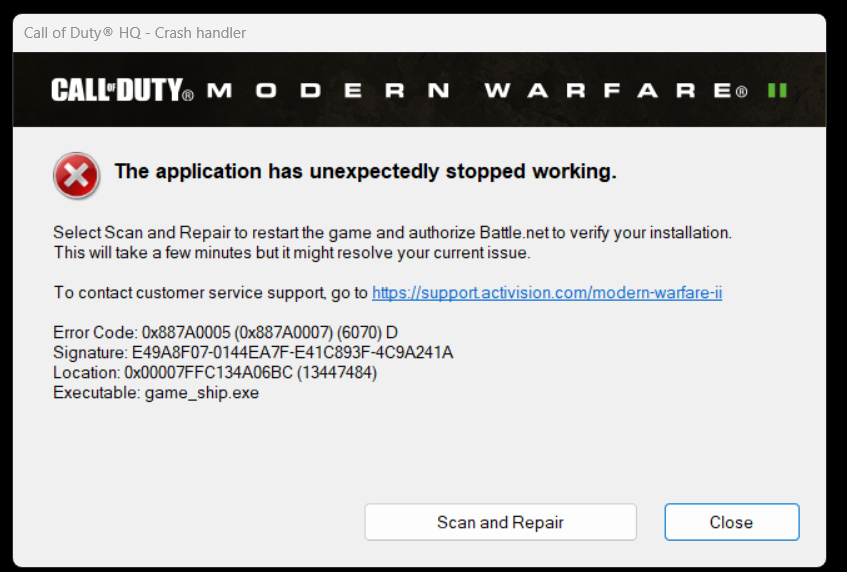 Call of Duty® HQ - Crash handler
CALL OF DUTY® MODERN WARFARE® II
The application has unexpectedly stopped working.
Select Scan and Repair to restart the game and authorize Battle.net to verify your installation.
This will take a few minutes but it might resolve your current issue.
To contact customer service support, go to https://support.activision.com/modern-warfare-ii
Error Code: 0x887A0005 (0x887A0007) (6070) D
Signature: E49A8F07-0144EA7F-E41C893F-4C9A241A
Location: 0x00007FFC134A06BC (13447484)
Executable: game_ship.exe
Scan and Repair Close